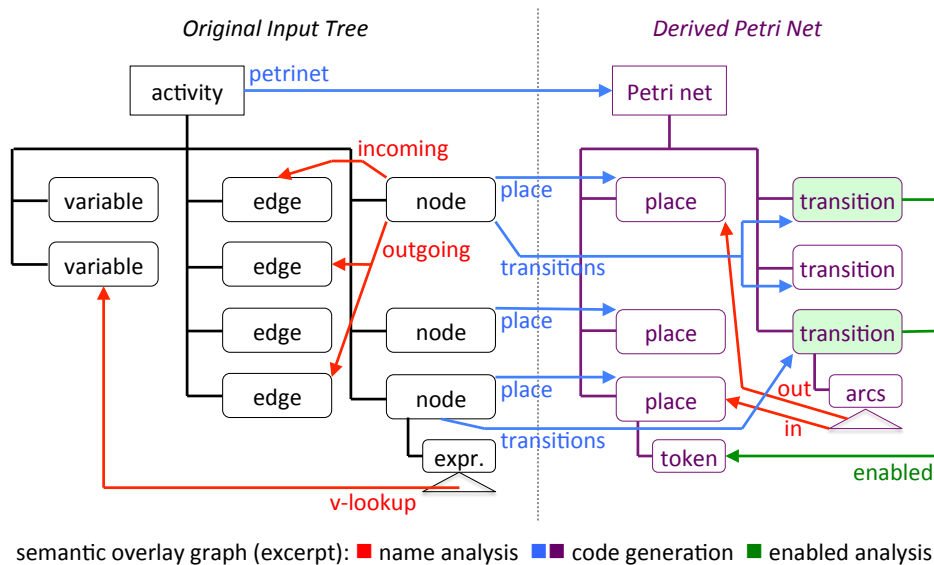 Original Input Tree
Derived Petri Net
activity
petrinet
Petri net
incoming
variable
edge
node
place
place
transition
variable
edge
outgoing
transitions
transition
edge
node
place
place
transition
edge
node
place
place
out
arcs
transitions
in
expr.
token
v-lookup
enabled
semantic overlay graph (excerpt): name analysis code generation enabled analysis